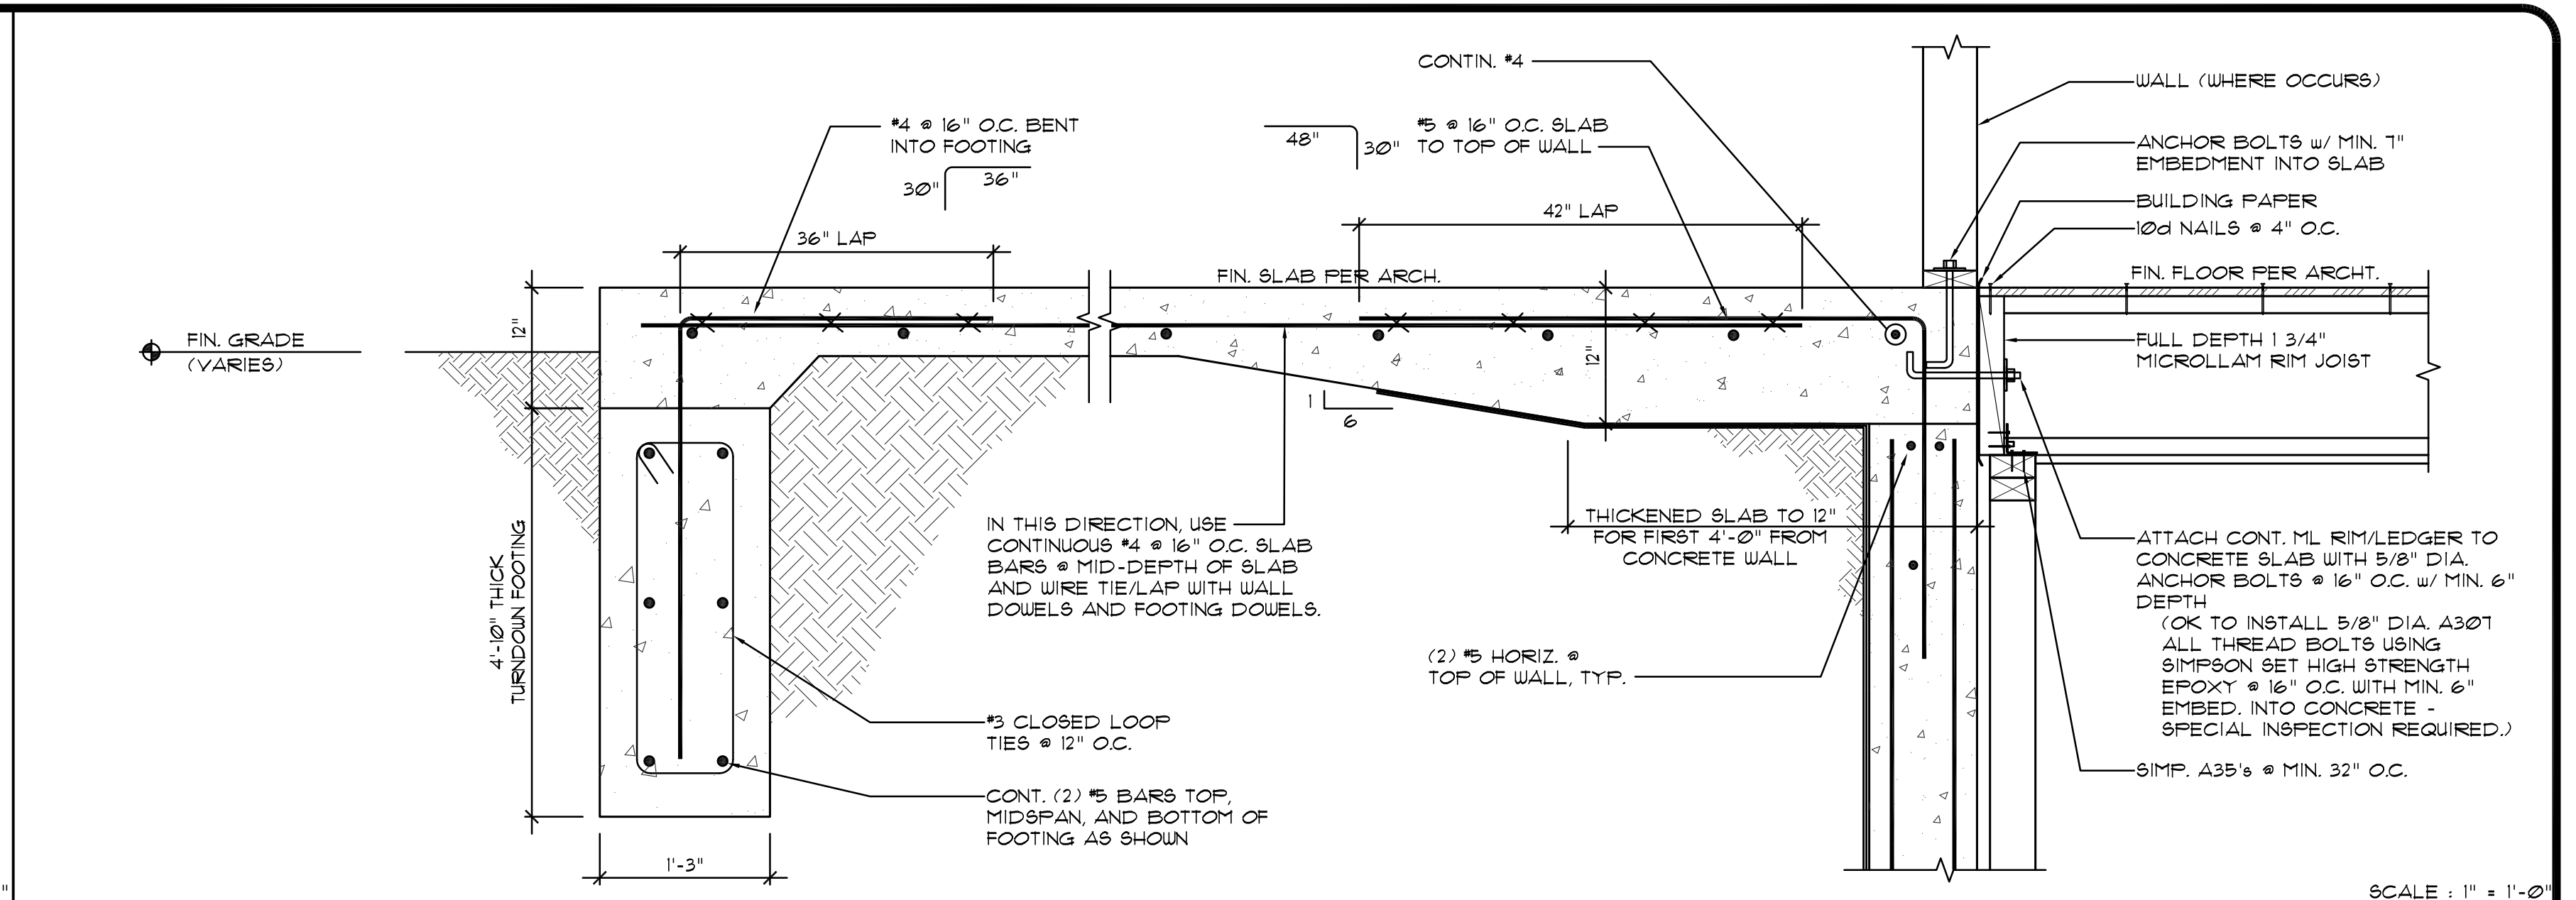 CONTIN. #4
WALL (WHERE OCCURS)
#4 @ 16" O.C. BENT
INTO FOOTING
30"
36"
48"
30"
#5 @ 16" O.C. SLAB
TO TOP OF WALL
ANCHOR BOLTS w/ MIN. 7"
EMBEDMENT INTO SLAB
BUILDING PAPER
10d NAILS @ 4" O.C.
36" LAP
42" LAP
FIN. SLAB PER ARCH.
FIN. FLOOR PER ARCHT.
12"
FIN. GRADE
(VARIES)
12"
FULL DEPTH 1 3/4"
MICROLLAM RIM JOIST
1
6
4'-10" THICK
TURNDOWN FOOTING
IN THIS DIRECTION, USE
CONTINUOUS #4 @ 16" O.C. SLAB
BARS @ MID-DEPTH OF SLAB
AND WIRE TIE/LAP WITH WALL
DOWELS AND FOOTING DOWELS.
THICKENED SLAB TO 12"
FOR FIRST 4'-0" FROM
CONCRETE WALL
ATTACH CONT. ML RIM/LEDGER TO
CONCRETE SLAB WITH 5/8" DIA.
ANCHOR BOLTS @ 16" O.C. w/ MIN. 6"
DEPTH
(OK TO INSTALL 5/8" DIA. A307
ALL THREAD BOLTS USING
SIMPSON SET HIGH STRENGTH
EPOXY @ 16" O.C. WITH MIN. 6"
EMBED. INTO CONCRETE -
SPECIAL INSPECTION REQUIRED.)
(2) #5 HORIZ. @
TOP OF WALL, TYP.
#3 CLOSED LOOP
TIES @ 12" O.C.
SIMP. A35's @ MIN. 32" O.C.
CONT. (2) #5 BARS TOP,
MIDSPAN, AND BOTTOM OF
FOOTING AS SHOWN
1'-3"
"
SCALE : 1" = 1'-0"